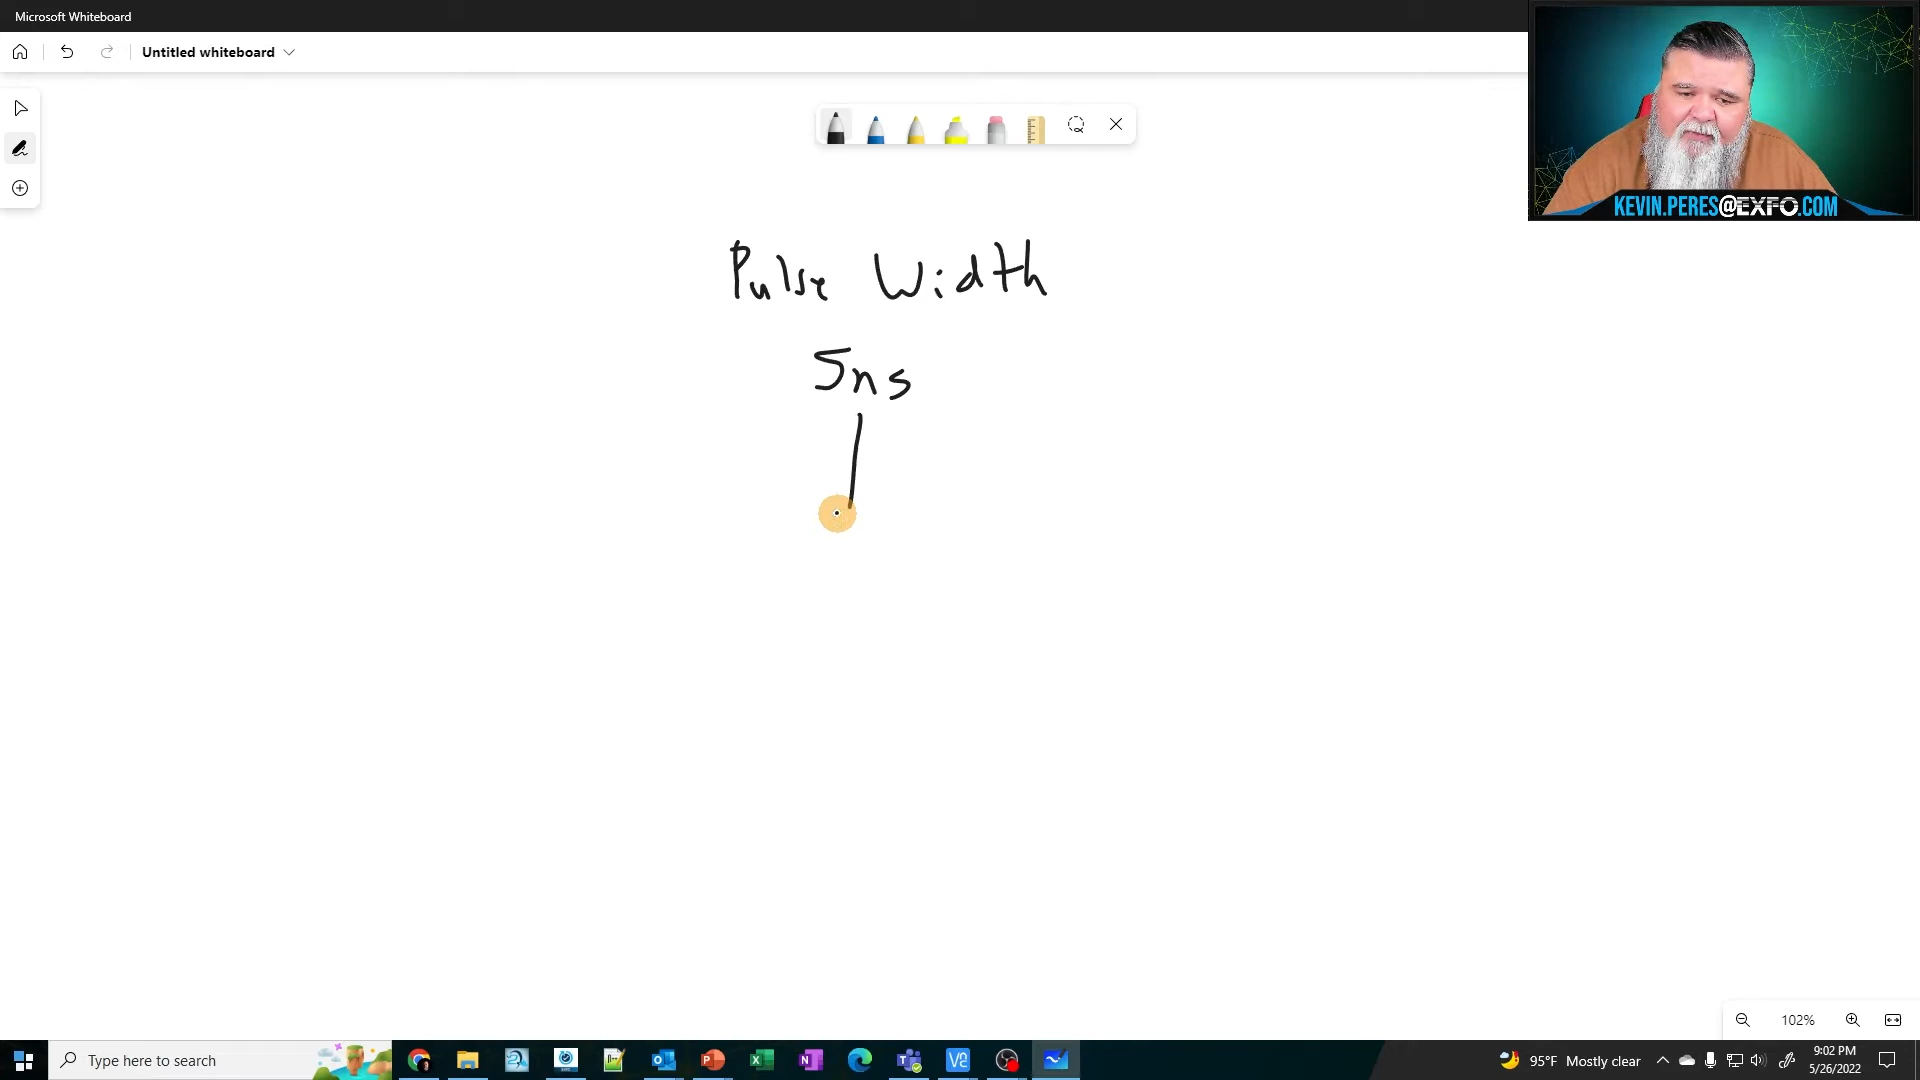 Microsoft Whiteboard
Untitled whiteboard
KEVIN.PERES@EXFO.COM
Pulse Width
5ns
102%
Type here to search
95°F Mostly clear
9:02 PM
5/26/2022